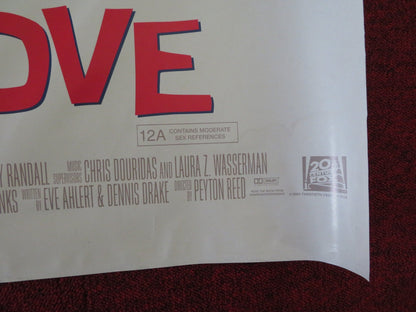 OVE
12A CONTAINS MODERATE
SEX REFERENCES
Y RANDALL MUSIC SUPERVISORS CHRIS DOURIDAS AND LAURA Z. WASSERMAN
NKS WRITTEN BY EVE AHLERT & DENNIS DRAKE DIRECTED BY PEYTON REED
20TH
CENTURY
FOX